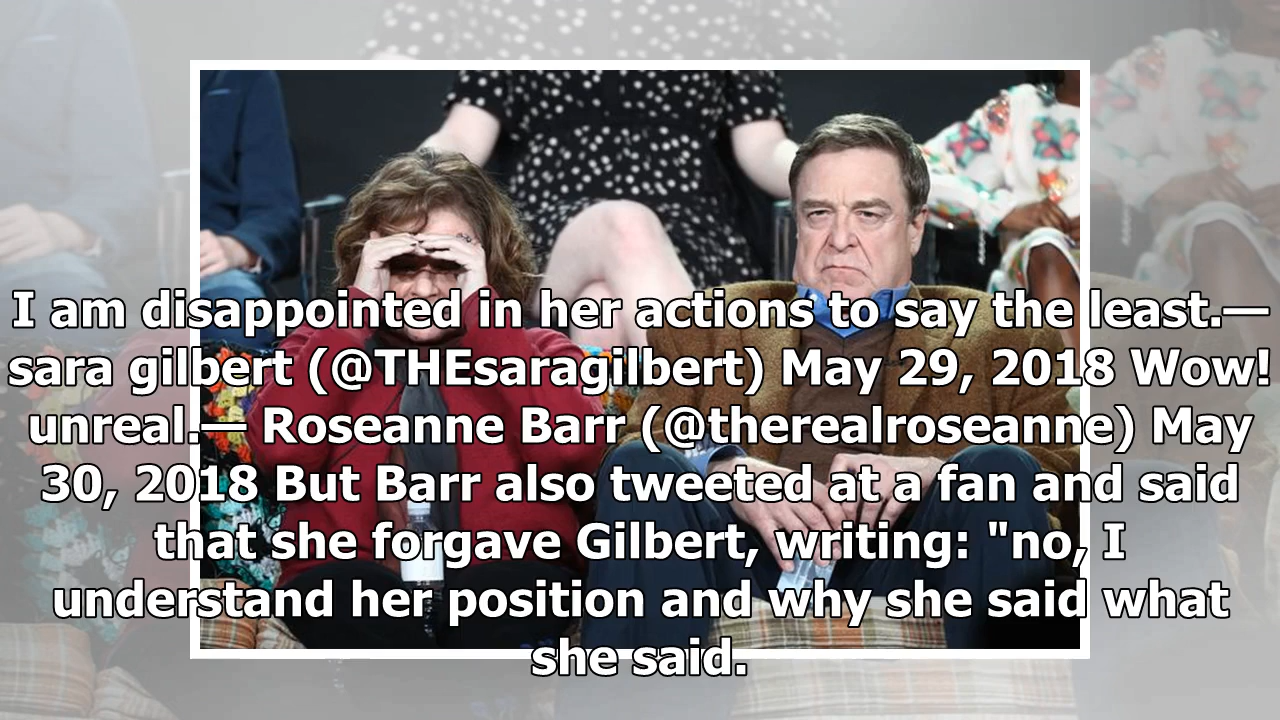 I am disappointed in her actions to say the least.—
sara gilbert (@THEsaragilbert) May 29, 2018 Wow!
unreal.— Roseanne Barr (@therealroseanne) May
30, 2018 But Barr also tweeted at a fan and said
that she forgave Gilbert, writing: "no, I
understand her position and why she said what
she said.